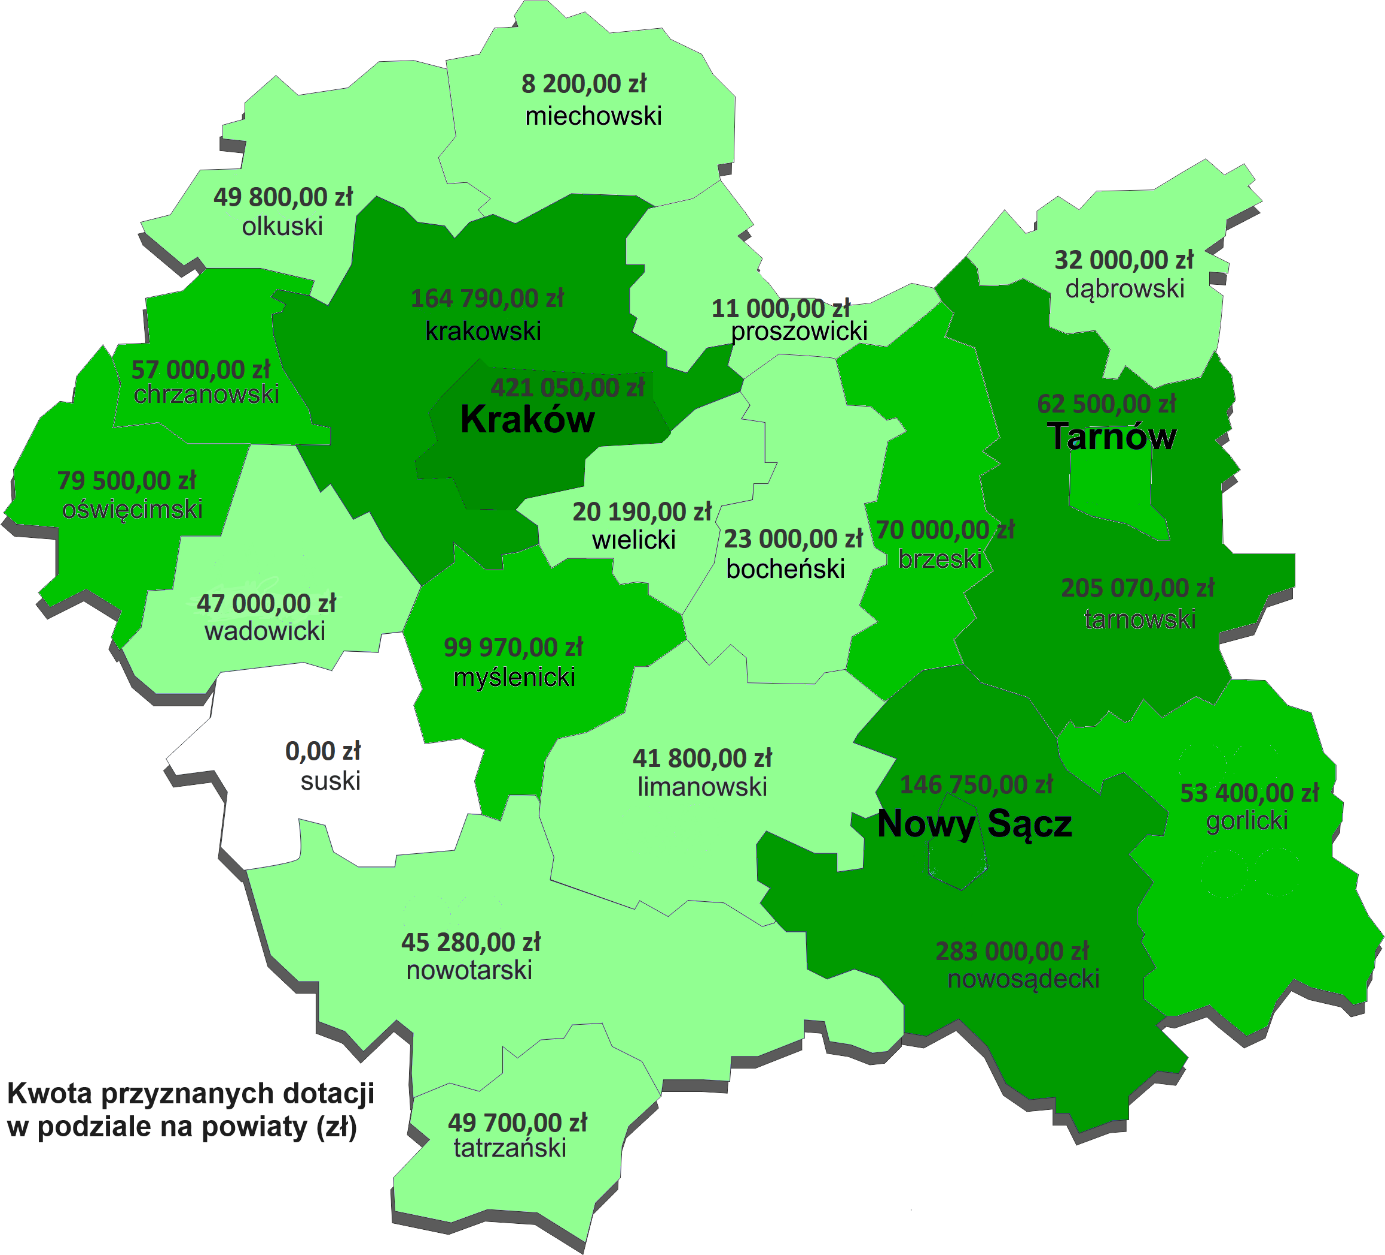 8 200,00 zł
miechowski
49 800,00 zł
olkuski
32 000,00 zł
dąbrowski
164 790,00 zł
krakowski
11 000,00 zł
proszowicki
57 000,00 zł
chrzanowski
421 050,00 zł
Kraków
62 500,00 zł
Tarnów
79 500,00 zł
oświęcimski
20 190,00 zł
wielicki
23 000,00 zł
bocheński
70 000,00 zł
brzeski
205 070,00 zł
tarnowski
47 000,00 zł
wadowicki
99 970,00 zł
myślenicki
0,00 zł
suski
41 800,00 zł
limanowski
146 750,00 zł
Nowy Sącz
53 400,00 zł
gorlicki
45 280,00 zł
nowotarski
283 000,00 zł
nowosądecki
Kwota przyznanych dotacji
w podziale na powiaty (zł)
49 700,00 zł
tatrzański